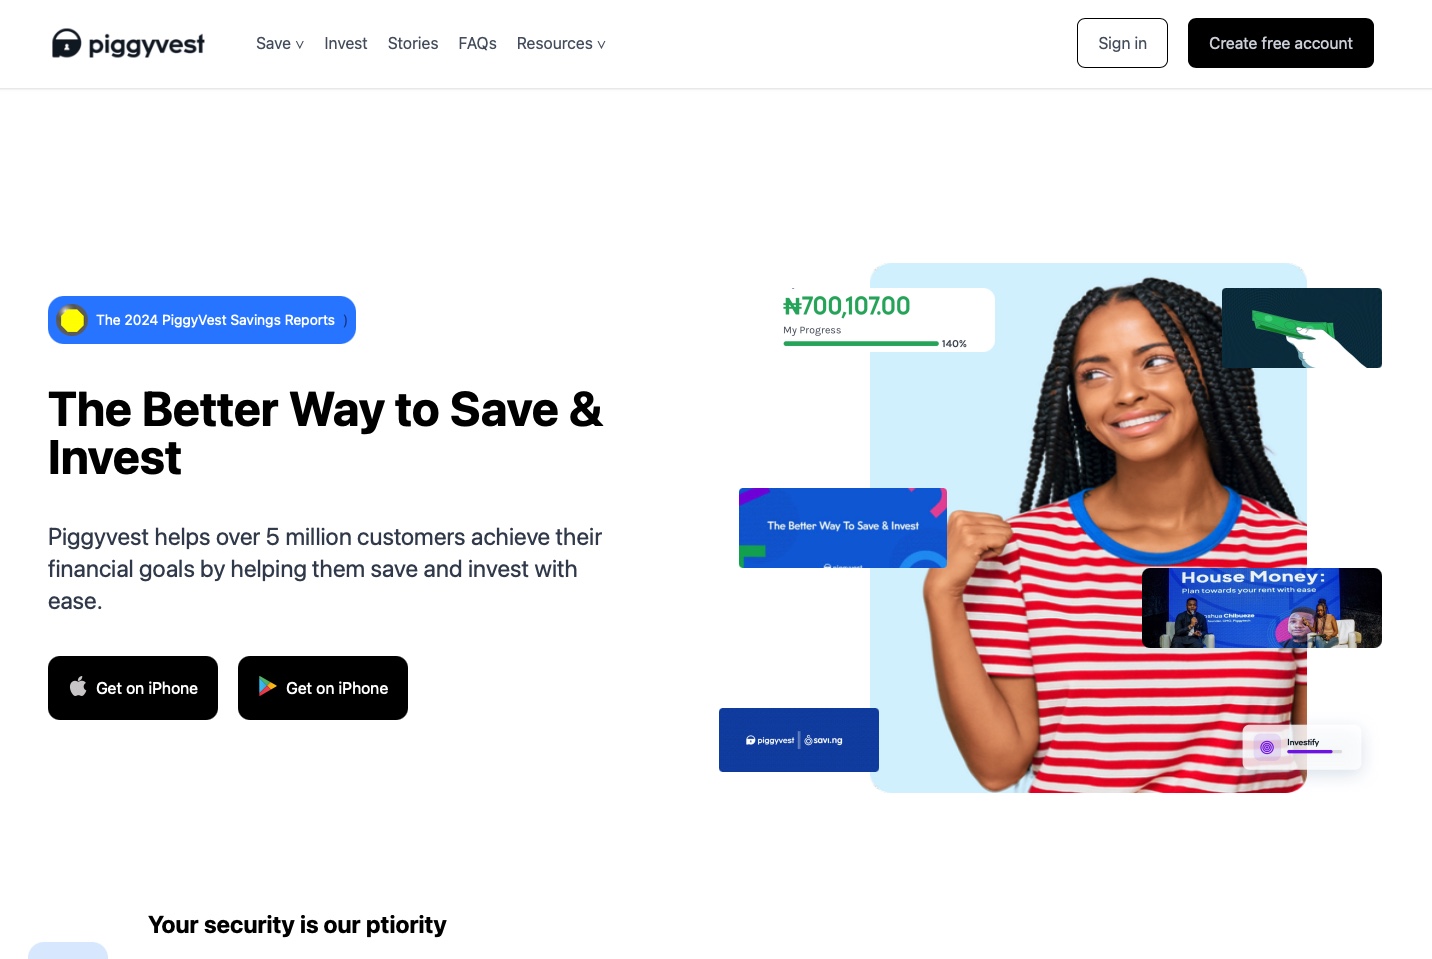 piggyvest
Save v
Invest
Stories
FAQs
Resources v
Sign in
Create free account
The 2024 PiggyVest Savings Reports )
The Better Way to Save &
Invest
Piggyvest helps over 5 million customers achieve their
financial goals by helping them save and invest with
ease.
Get on iPhone
Get on iPhone
₦700,107.00
My Progress
140%
The Better Way To Save & Invest
House Money:
Plan towards your rent with ease
Chibueze
piggyvest | savi.ng
Investify
Your security is our ptiority